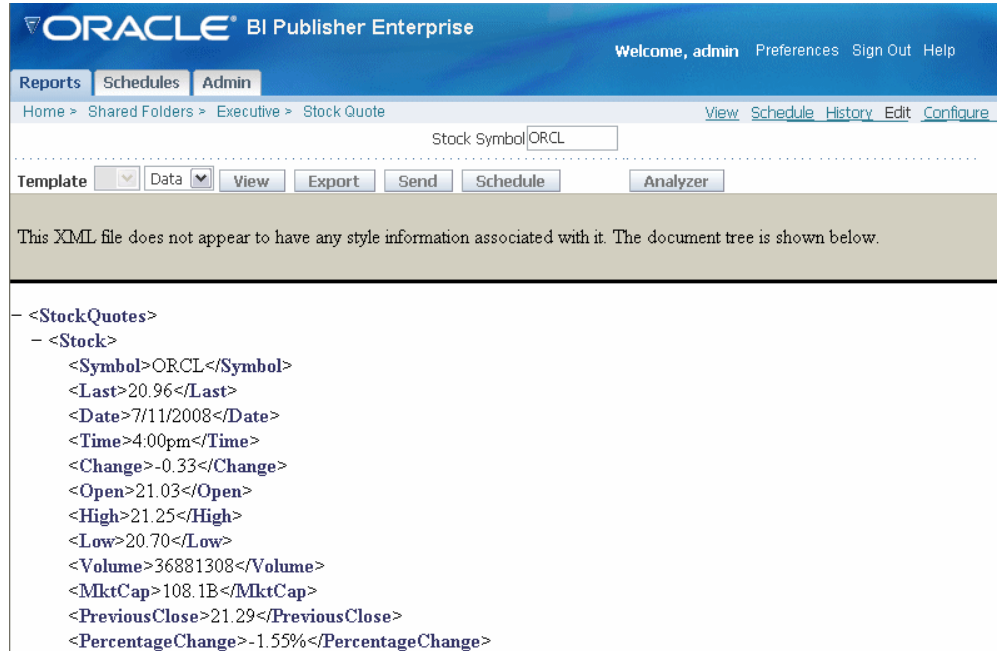 ORACLE® BI Publisher Enterprise
Welcome, admin Preferences Sign Out Help
Reports Schedules Admin
Home > Shared Folders > Executive > Stock Quote View Schedule History Edit Configure
Stock Symbol ORCL
Template Data View Export Send Schedule Analyzer
This XML file does not appear to have any style information associated with it. The document tree is shown below.
− <StockQuotes>
− <Stock>
<Symbol>ORCL</Symbol>
<Last>20.96</Last>
<Date>7/11/2008</Date>
<Time>4:00pm</Time>
<Change>-0.33</Change>
<Open>21.03</Open>
<High>21.25</High>
<Low>20.70</Low>
<Volume>36881308</Volume>
<MktCap>108.1B</MktCap>
<PreviousClose>21.29</PreviousClose>
<PercentageChange>-1.55%</PercentageChange>